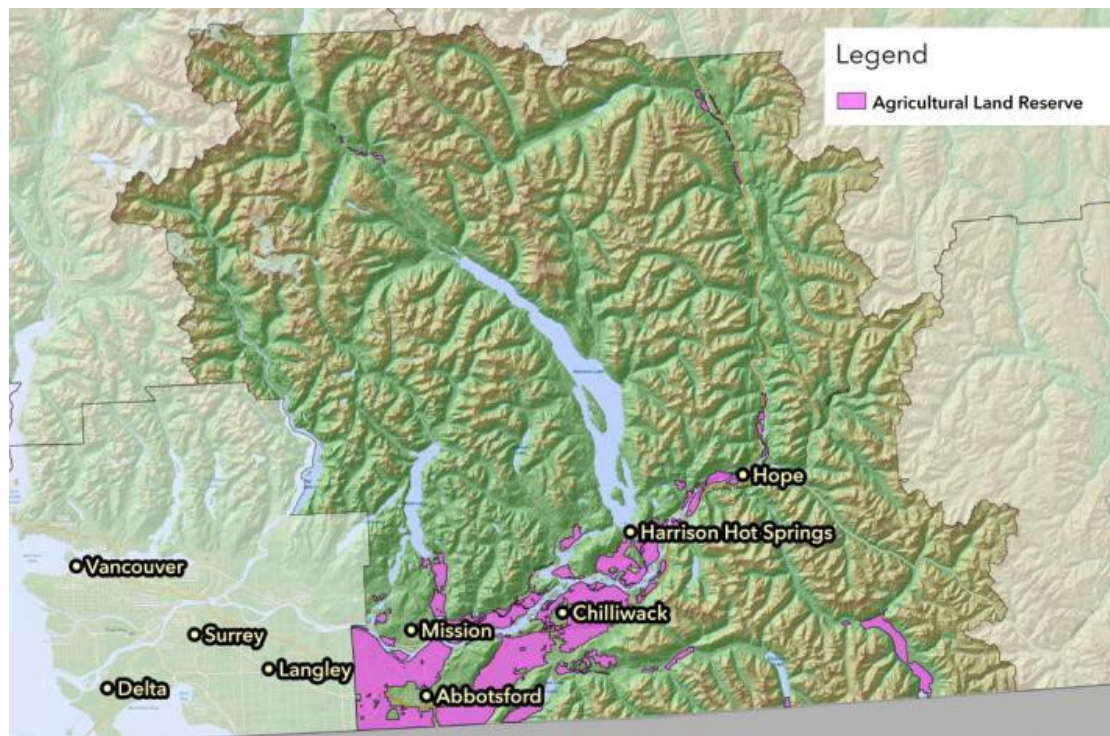 Legend
Agricultural Land Reserve
Hope
Harrison Hot Springs
Vancouver
Chilliwack
Mission
Surrey
Langley
Delta
Abbotsford